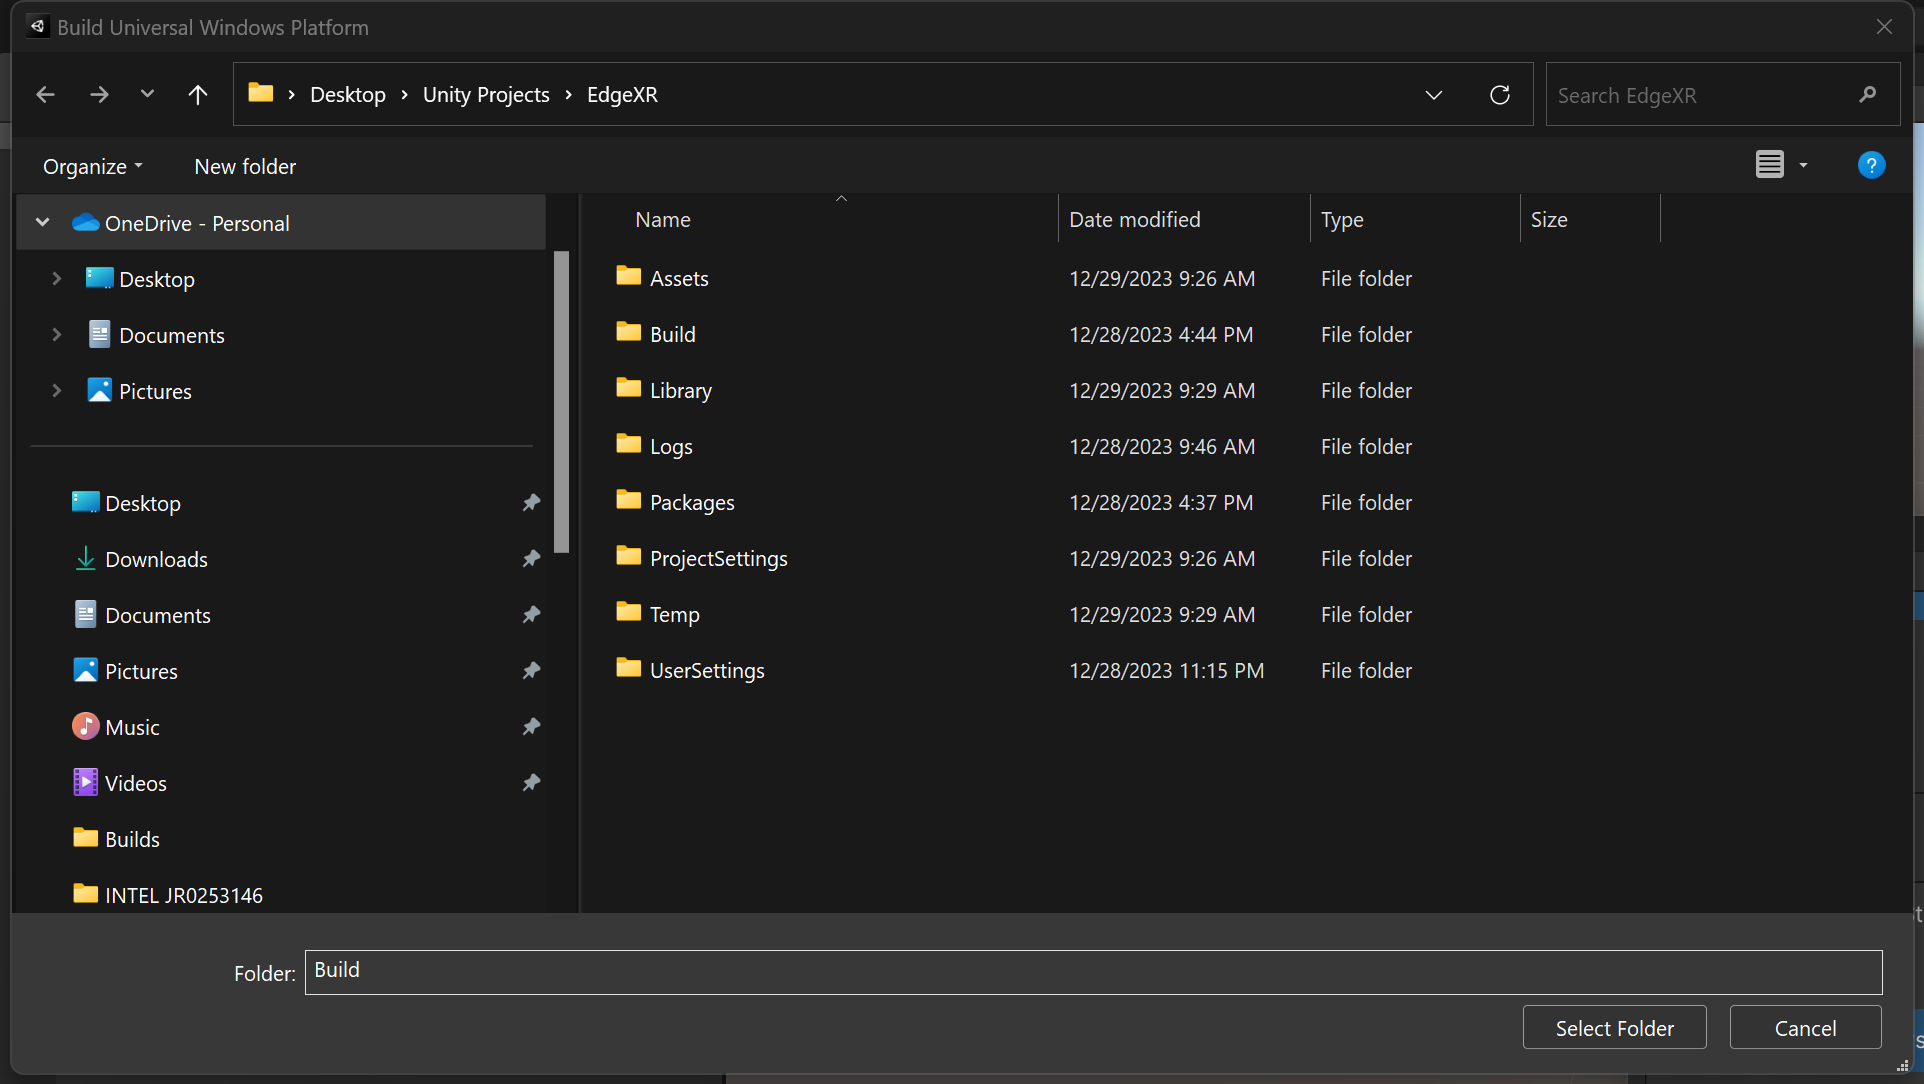 Build Universal Windows Platform
Desktop › Unity Projects › EdgeXR
Search EdgeXR
Organize
New folder
OneDrive - Personal
Desktop
Documents
Pictures
Desktop
Downloads
Documents
Pictures
Music
Videos
Builds
INTEL JR0253146
Name Date modified Type Size
Assets 12/29/2023 9:26 AM File folder
Build 12/28/2023 4:44 PM File folder
Library 12/29/2023 9:29 AM File folder
Logs 12/28/2023 9:46 AM File folder
Packages 12/28/2023 4:37 PM File folder
ProjectSettings 12/29/2023 9:26 AM File folder
Temp 12/29/2023 9:29 AM File folder
UserSettings 12/28/2023 11:15 PM File folder
Folder: Build
Select Folder
Cancel